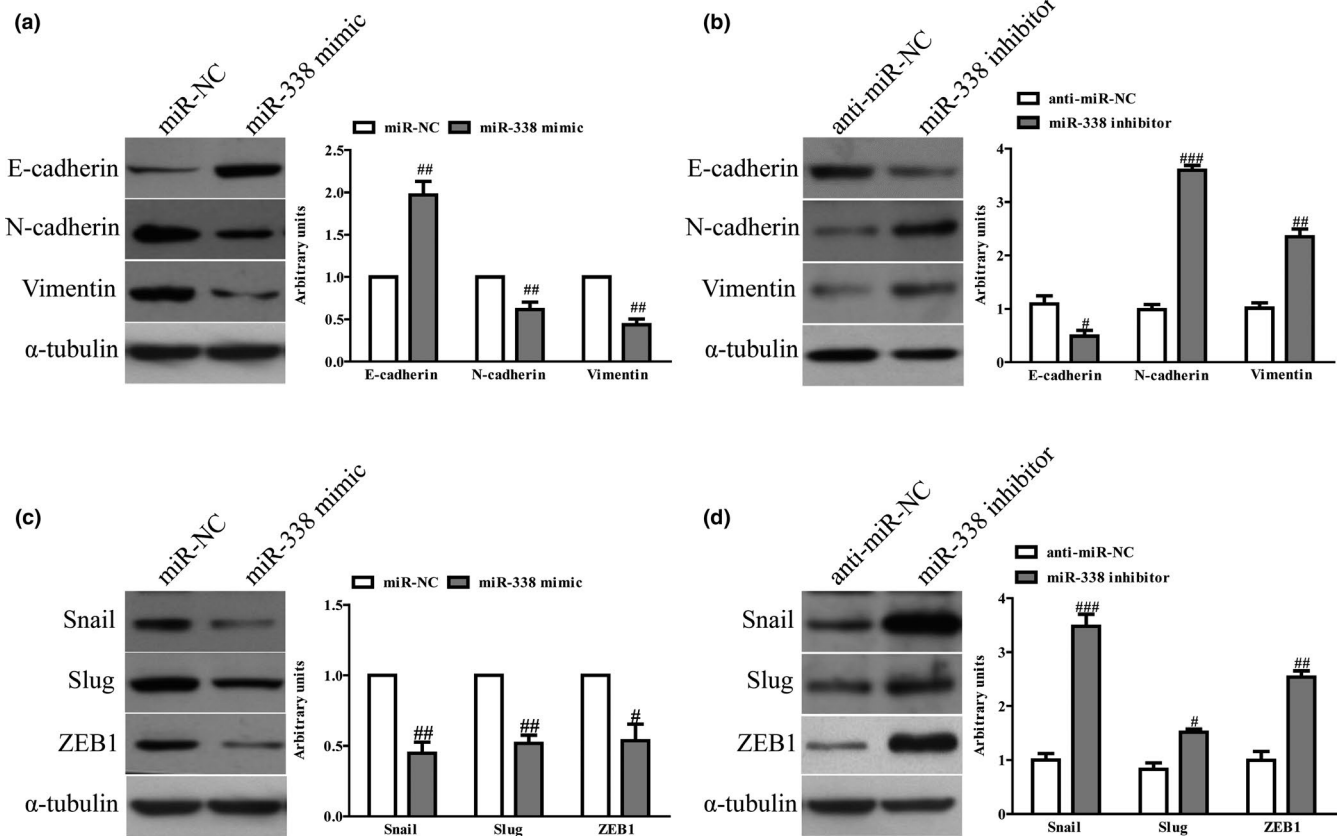 (a)
miR-NC
miR-338 mimic
E-cadherin
N-cadherin
Vimentin
α-tubulin
miR-NC miR-338 mimic
Arbitrary units
2.5
2.0
1.5
1.0
0.5
0.0
##
##
##
E-cadherin N-cadherin Vimentin
(b)
anti-miR-NC
miR-338 inhibitor
E-cadherin
N-cadherin
Vimentin
α-tubulin
anti-miR-NC
miR-338 inhibitor
Arbitrary units
4
3
2
1
0
#
###
##
E-cadherin N-cadherin Vimentin
(c)
miR-NC
miR-338 mimic
Snail
Slug
ZEB1
α-tubulin
miR-NC miR-338 mimic
Arbitrary units
1.5
1.0
0.5
0.0
##
##
#
Snail Slug ZEB1
(d)
anti-miR-NC
miR-338 inhibitor
Snail
Slug
ZEB1
α-tubulin
anti-miR-NC
miR-338 inhibitor
Arbitrary units
4
3
2
1
0
###
#
##
Snail Slug ZEB1